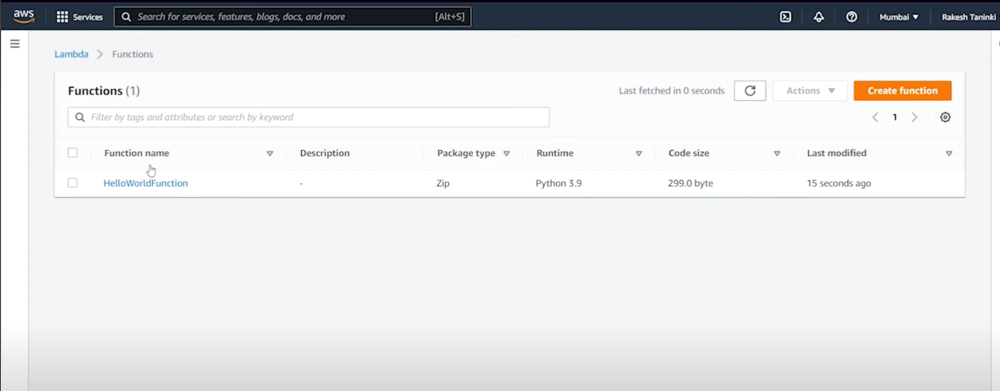 aws Services Search for services, features, blogs, docs, and more [Alt+S] Mumbai Rakesh Taninki
Lambda Functions
Functions (1) Last fetched in 0 seconds Actions Create function
Filter by tags and attributes or search by keyword 1
Function name Description Package type Runtime Code size Last modified
HelloWorldFunction - Zip Python 3.9 299.0 byte 15 seconds ago